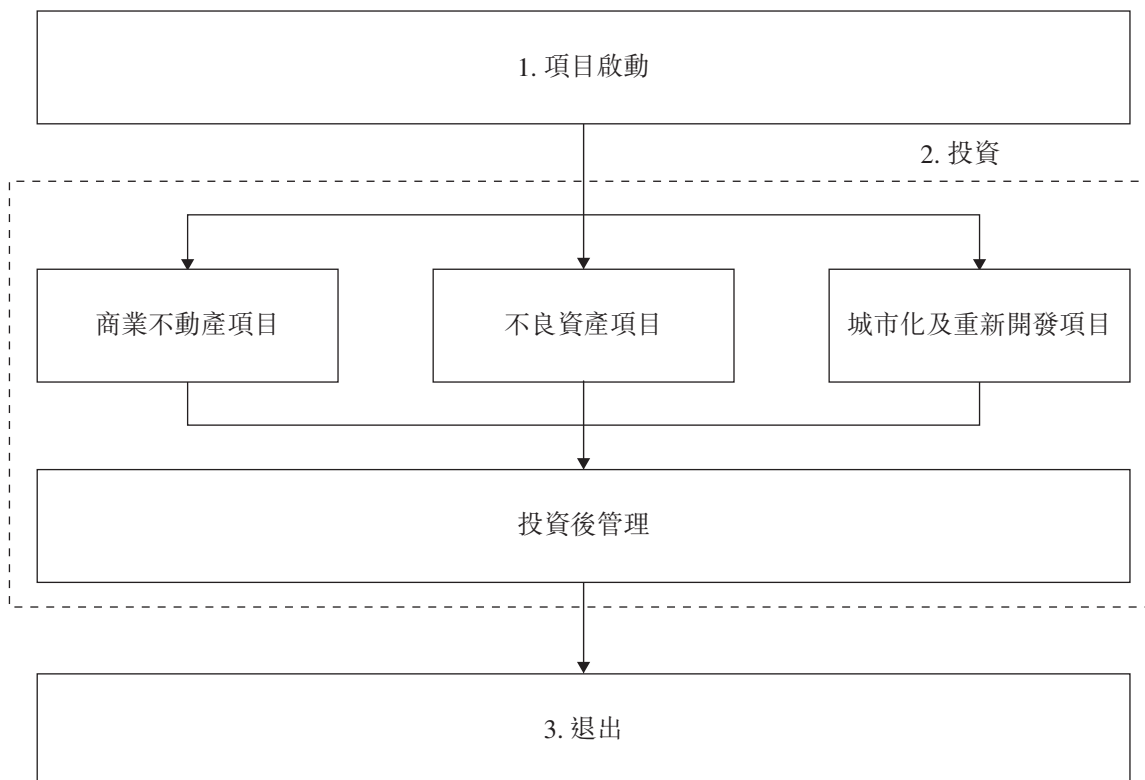 1. 項目啟動
2. 投資
商業不動產項目
不良資產項目
城市化及重新開發項目
投資後管理
3. 退出